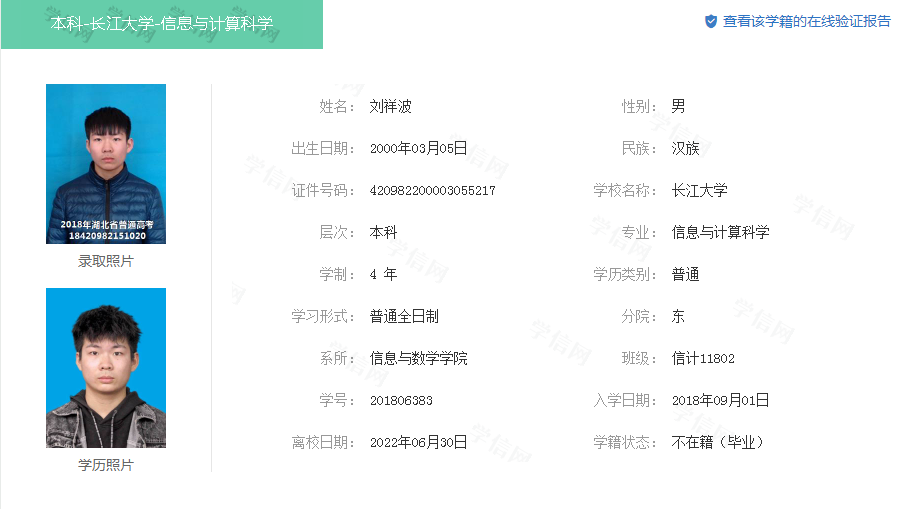 本科-长江大学-信息与计算科学
查看该学籍的在线验证报告
姓名： 刘祥波 性别： 男
出生日期： 2000年03月05日 民族： 汉族
证件号码： 420982200003055217 学校名称： 长江大学
层次： 本科 专业： 信息与计算科学
学制： 4 年 学历类别： 普通
学习形式： 普通全日制 分院： 东
系所： 信息与数学学院 班级： 信计11802
学号： 201806383 入学日期： 2018年09月01日
离校日期： 2022年06月30日 学籍状态： 不在籍（毕业）
2018年湖北省普通高考
18420982151020
录取照片
学历照片
学信网